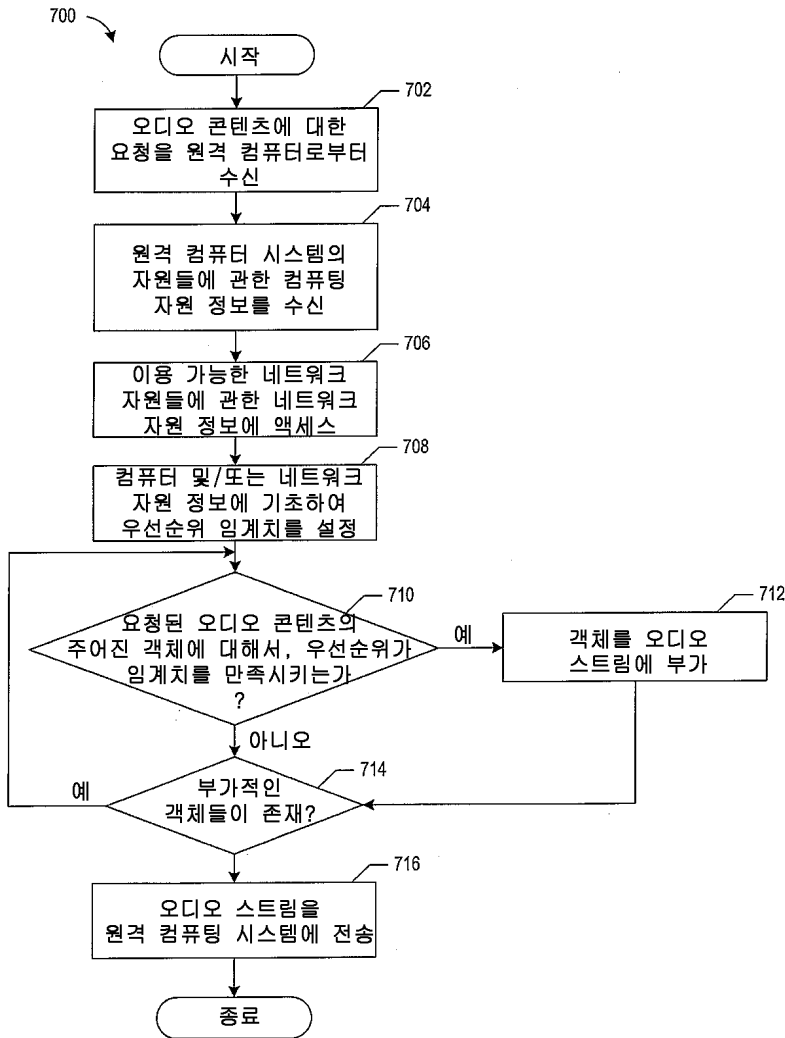 700
시작
702
오디오 콘텐츠에 대한
요청을 원격 컴퓨터로부터
수신
704
원격 컴퓨터 시스템의
자원들에 관한 컴퓨팅
자원 정보를 수신
706
이용 가능한 네트워크
자원들에 관한 네트워크
자원 정보에 액세스
708
컴퓨터 및/또는 네트워크
자원 정보에 기초하여
우선순위 임계치를 설정
710
요청된 오디오 콘텐츠의
주어진 객체에 대해서, 우선순위가
임계치를 만족시키는가
?
예
712
객체를 오디오
스트림에 부가
아니오
714
부가적인
객체들이 존재?
예
716
오디오 스트림을
원격 컴퓨팅 시스템에 전송
종료